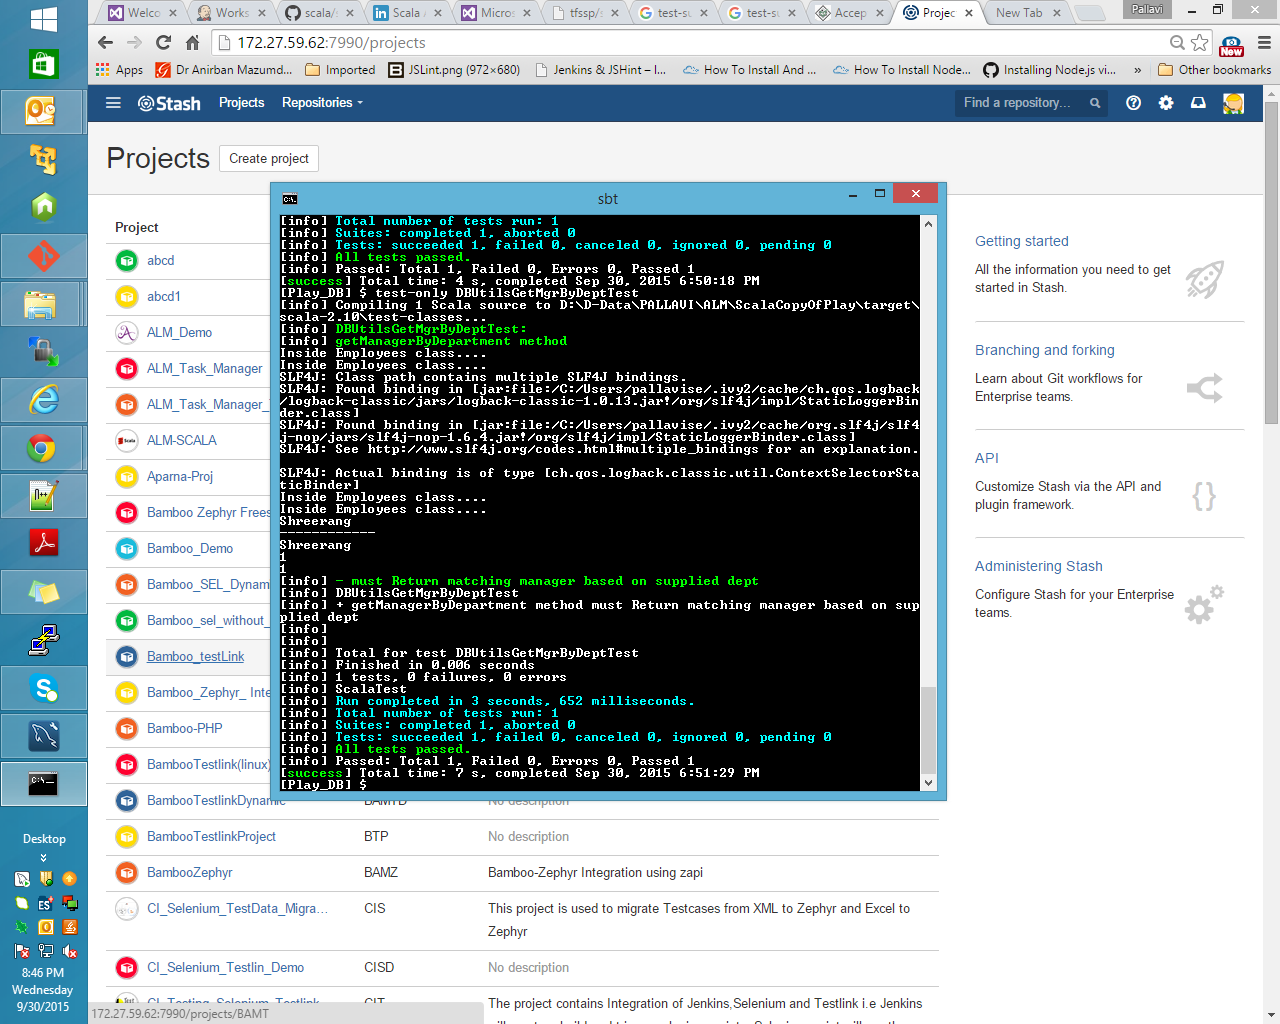 Pallavi
Welco
Works
scala/s
Scala /
Micros
tfssp/s
test-su
test-su
Accep
Projec
New Tab
172.27.59.62:7990/projects
New
Apps
Dr Anirban Mazumd...
Imported
JSLint.png (972×680)
Jenkins & JSHint – I...
How To Install And ...
How To Install Node...
Installing Node.js vi...
»
Other bookmarks
Stash
Projects
Repositories
Find a repository...
Projects
Create project
Project
abcd
abcd1
ALM_Demo
ALM_Task_Manager
ALM_Task_Manager_
ALM-SCALA
Aparna-Proj
Bamboo Zephyr Frees
Bamboo_Demo
Bamboo_SEL_Dynam
Bamboo_sel_without_
Bamboo_testLink
Bamboo_Zephyr_ Inte
Bamboo-PHP
BambooTestlink(linux)
BambooTestlinkDynamic BAMTD No description
BambooTestlinkProject BTP No description
BambooZephyr BAMZ Bamboo-Zephyr Integration using zapi
CI_Selenium_TestData_Migra... CIS This project is used to migrate Testcases from XML to Zephyr and Excel to
Zephyr
CI_Selenium_Testlin_Demo CISD No description
CI_Testing_Selenium_Testlink CIT The project contains Integration of Jenkins,Selenium and Testlink i.e Jenkins
172.27.59.62:7990/projects/BAMT
sbt
[info] Total number of tests run: 1
[info] Suites: completed 1, aborted 0
[info] Tests: succeeded 1, failed 0, canceled 0, ignored 0, pending 0
[info] All tests passed.
[info] Passed: Total 1, Failed 0, Errors 0, Passed 1
[success] Total time: 4 s, completed Sep 30, 2015 6:50:18 PM
[Play_DB] $ test-only DBUtilsGetMgrByDeptTest
[info] Compiling 1 Scala source to D:\D-Data\PALLAVI\ALM\ScalaCopyOfPlay\target\
scala-2.10\test-classes...
[info] DBUtilsGetMgrByDeptTest:
[info] getManagerByDepartment method
Inside Employees class....
Inside Employees class....
SLF4J: Class path contains multiple SLF4J bindings.
SLF4J: Found binding in [jar:file:/C:/Users/pallavise/.ivy2/cache/ch.qos.logback
/logback-classic/jars/logback-classic-1.0.13.jar!/org/slf4j/impl/StaticLoggerBin
der.class]
SLF4J: Found binding in [jar:file:/C:/Users/pallavise/.ivy2/cache/org.slf4j/slf4
j-nop/jars/slf4j-nop-1.6.4.jar!/org/slf4j/impl/StaticLoggerBinder.class]
SLF4J: See http://www.slf4j.org/codes.html#multiple_bindings for an explanation.
SLF4J: Actual binding is of type [ch.qos.logback.classic.util.ContextSelectorSta
ticBinder]
Inside Employees class....
Inside Employees class....
Shreerang
------------
Shreerang
1
1
[info] - must Return matching manager based on supplied dept
[info] DBUtilsGetMgrByDeptTest
[info] + getManagerByDepartment method must Return matching manager based on sup
plied dept
[info]
[info]
[info] Total for test DBUtilsGetMgrByDeptTest
[info] Finished in 0.006 seconds
[info] 1 tests, 0 failures, 0 errors
[info] ScalaTest
[info] Run completed in 3 seconds, 652 milliseconds.
[info] Total number of tests run: 1
[info] Suites: completed 1, aborted 0
[info] Tests: succeeded 1, failed 0, canceled 0, ignored 0, pending 0
[info] All tests passed.
[info] Passed: Total 1, Failed 0, Errors 0, Passed 1
[success] Total time: 7 s, completed Sep 30, 2015 6:51:29 PM
[Play_DB] $
Getting started
All the information you need to get
started in Stash.
Branching and forking
Learn about Git workflows for
Enterprise teams.
API
Customize Stash via the API and
plugin framework.
Administering Stash
Configure Stash for your Enterprise
teams.
Desktop
8:46 PM
Wednesday
9/30/2015